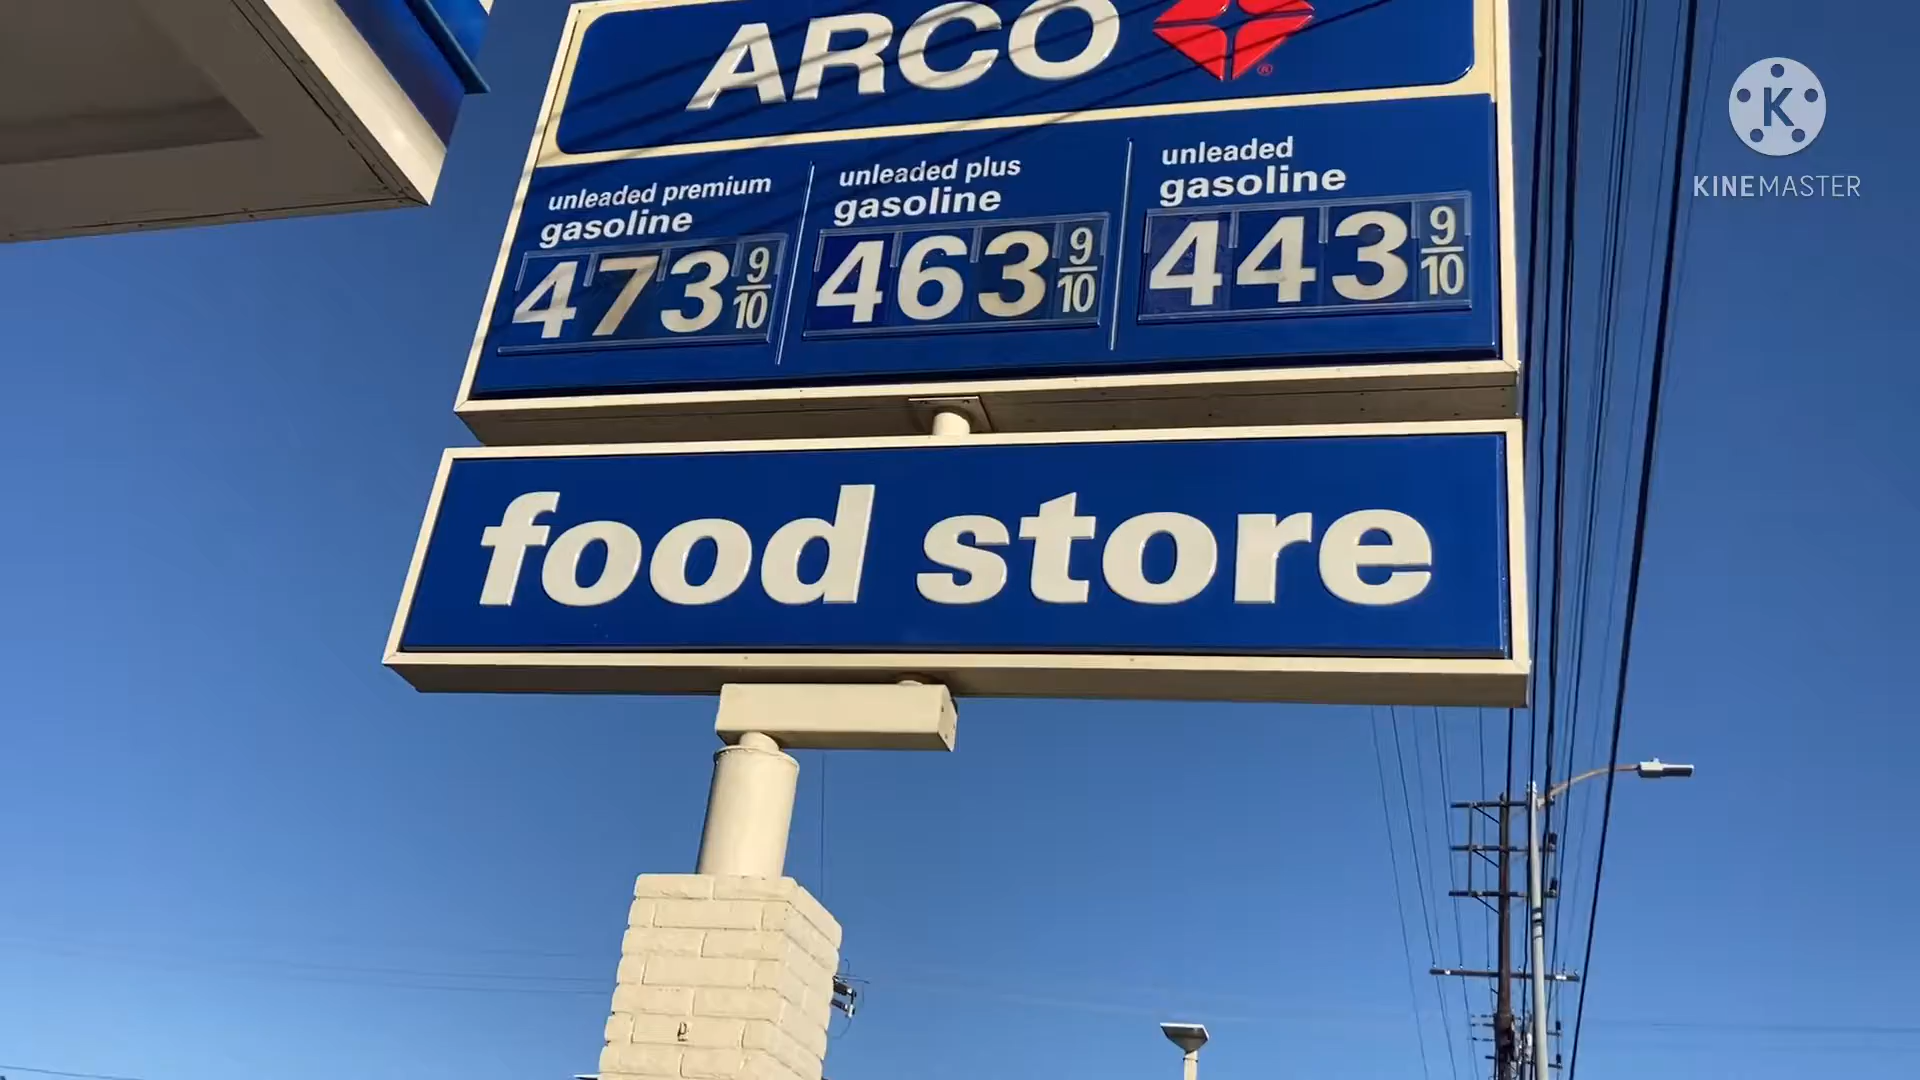 ARCO
®
unleaded premium
gasoline
473 9/10
unleaded plus
gasoline
463 9/10
unleaded
gasoline
443 9/10
food store
K
KINEMASTER